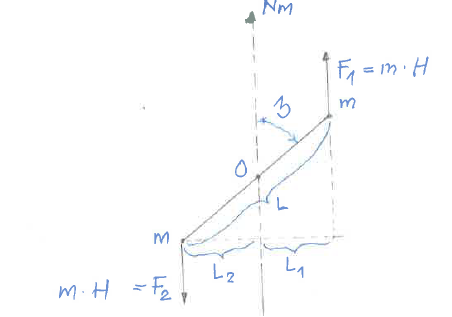 Nm
F₁ = m · H
m
3
O
L
m
L₂
L₁
m · H = F₂